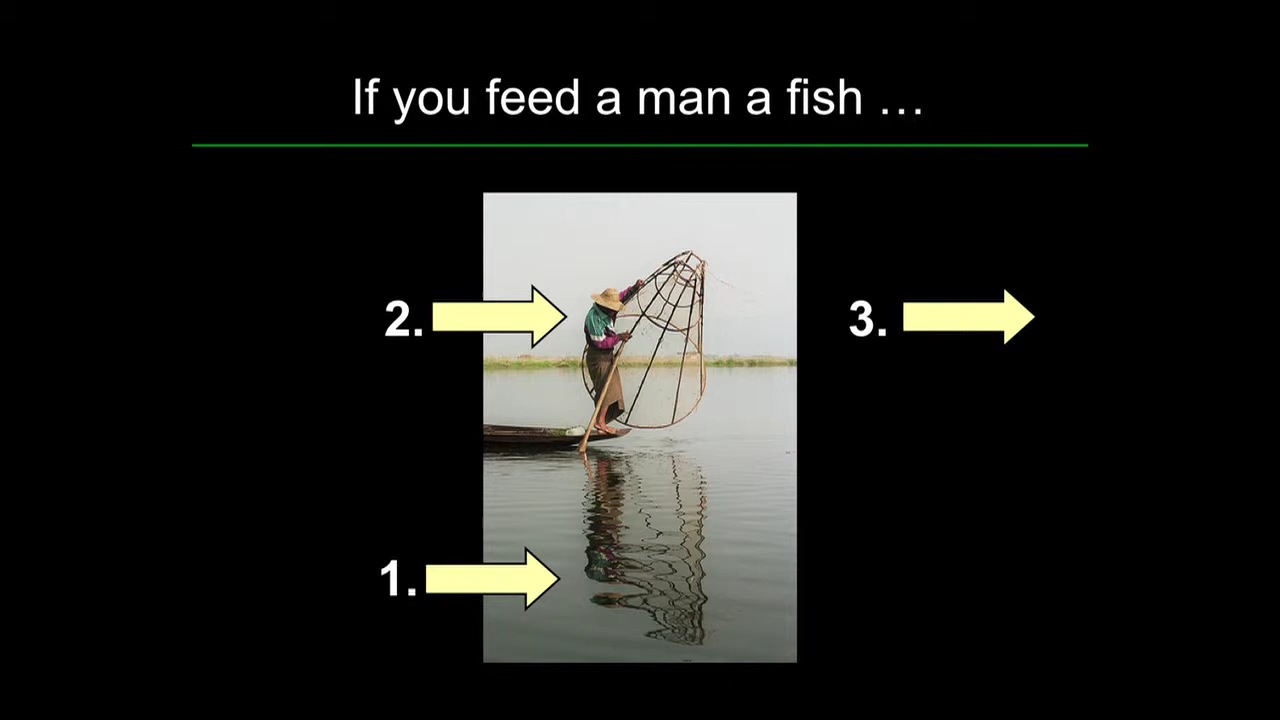 If you feed a man a fish …
2.
3.
1.